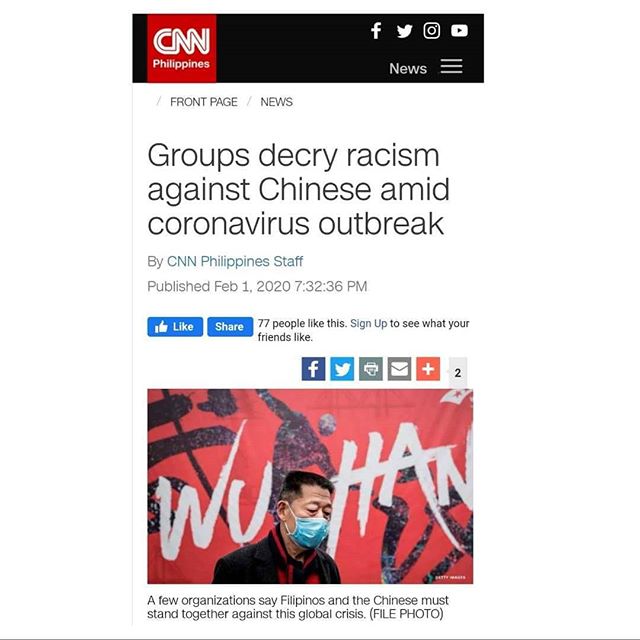 CNN
Philippines
News
/ FRONT PAGE / NEWS
Groups decry racism
against Chinese amid
coronavirus outbreak
By CNN Philippines Staff
Published Feb 1, 2020 7:32:36 PM
Like Share 77 people like this. Sign Up to see what your
friends like.
2
WUHAN
GETTY IMAGES
A few organizations say Filipinos and the Chinese must
stand together against this global crisis. (FILE PHOTO)